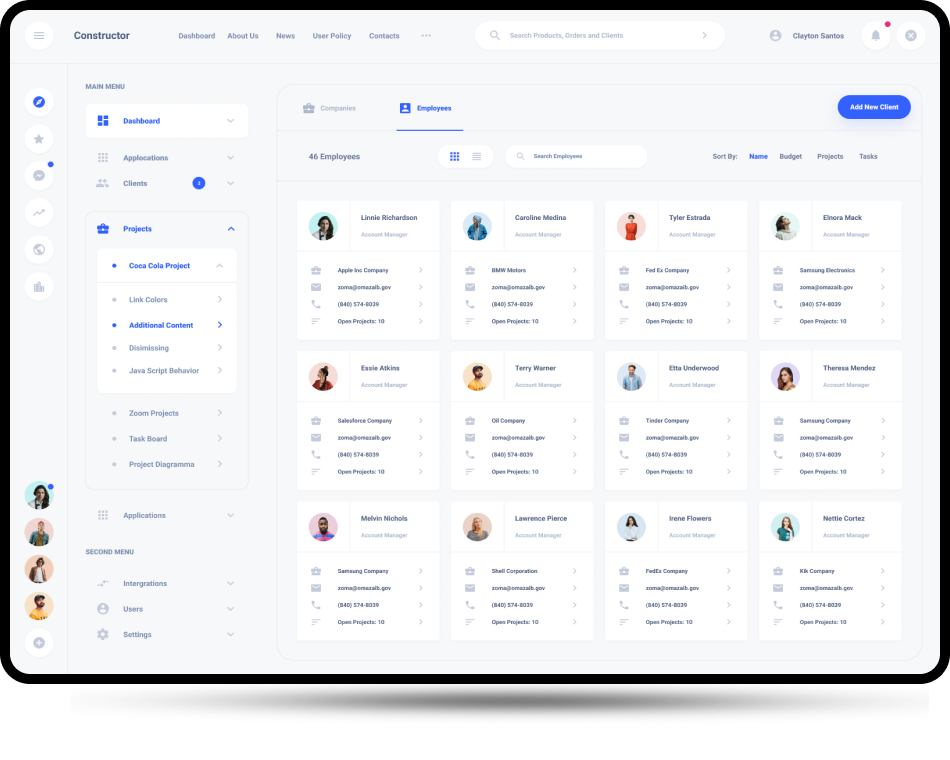 Constructor
Dashboard
About Us
News
User Policy
Contacts
Search Products, Orders and Clients
Clayton Santos
MAIN MENU
Dashboard
Applocations
Clients
2
Projects
Coca Cola Project
Link Colors
Additional Content
Disimissing
Java Script Behavior
Zoom Projects
Task Board
Project Diagramma
Applications
SECOND MENU
Intergrations
Users
Settings
Companies
Employees
Add New Client
46 Employees
Search Employees
Sort By: Name Budget Projects Tasks
Linnie Richardson
Account Manager
Apple Inc Company
zoma@omazaib.gov
(840) 574-8039
Open Projects: 10
Caroline Medina
Account Manager
BMW Motors
zoma@omazaib.gov
(840) 574-8039
Open Projects: 10
Tyler Estrada
Account Manager
Fed Ex Company
zoma@omazaib.gov
(840) 574-8039
Open Projects: 10
Elnora Mack
Account Manager
Samsung Electronics
zoma@omazaib.gov
(840) 574-8039
Open Projects: 10
Essie Atkins
Account Manager
Salesforce Company
zoma@omazaib.gov
(840) 574-8039
Open Projects: 10
Terry Warner
Account Manager
Oil Company
zoma@omazaib.gov
(840) 574-8039
Open Projects: 10
Etta Underwood
Account Manager
Tinder Company
zoma@omazaib.gov
(840) 574-8039
Open Projects: 10
Theresa Mendez
Account Manager
Samsung Company
zoma@omazaib.gov
(840) 574-8039
Open Projects: 10
Melvin Nichols
Account Manager
Samsung Company
zoma@omazaib.gov
(840) 574-8039
Open Projects: 10
Lawrence Pierce
Account Manager
Shell Corporation
zoma@omazaib.gov
(840) 574-8039
Open Projects: 10
Irene Flowers
Account Manager
FedEx Company
zoma@omazaib.gov
(840) 574-8039
Open Projects: 10
Nettie Cortez
Account Manager
Kik Company
zoma@omazaib.gov
(840) 574-8039
Open Projects: 10